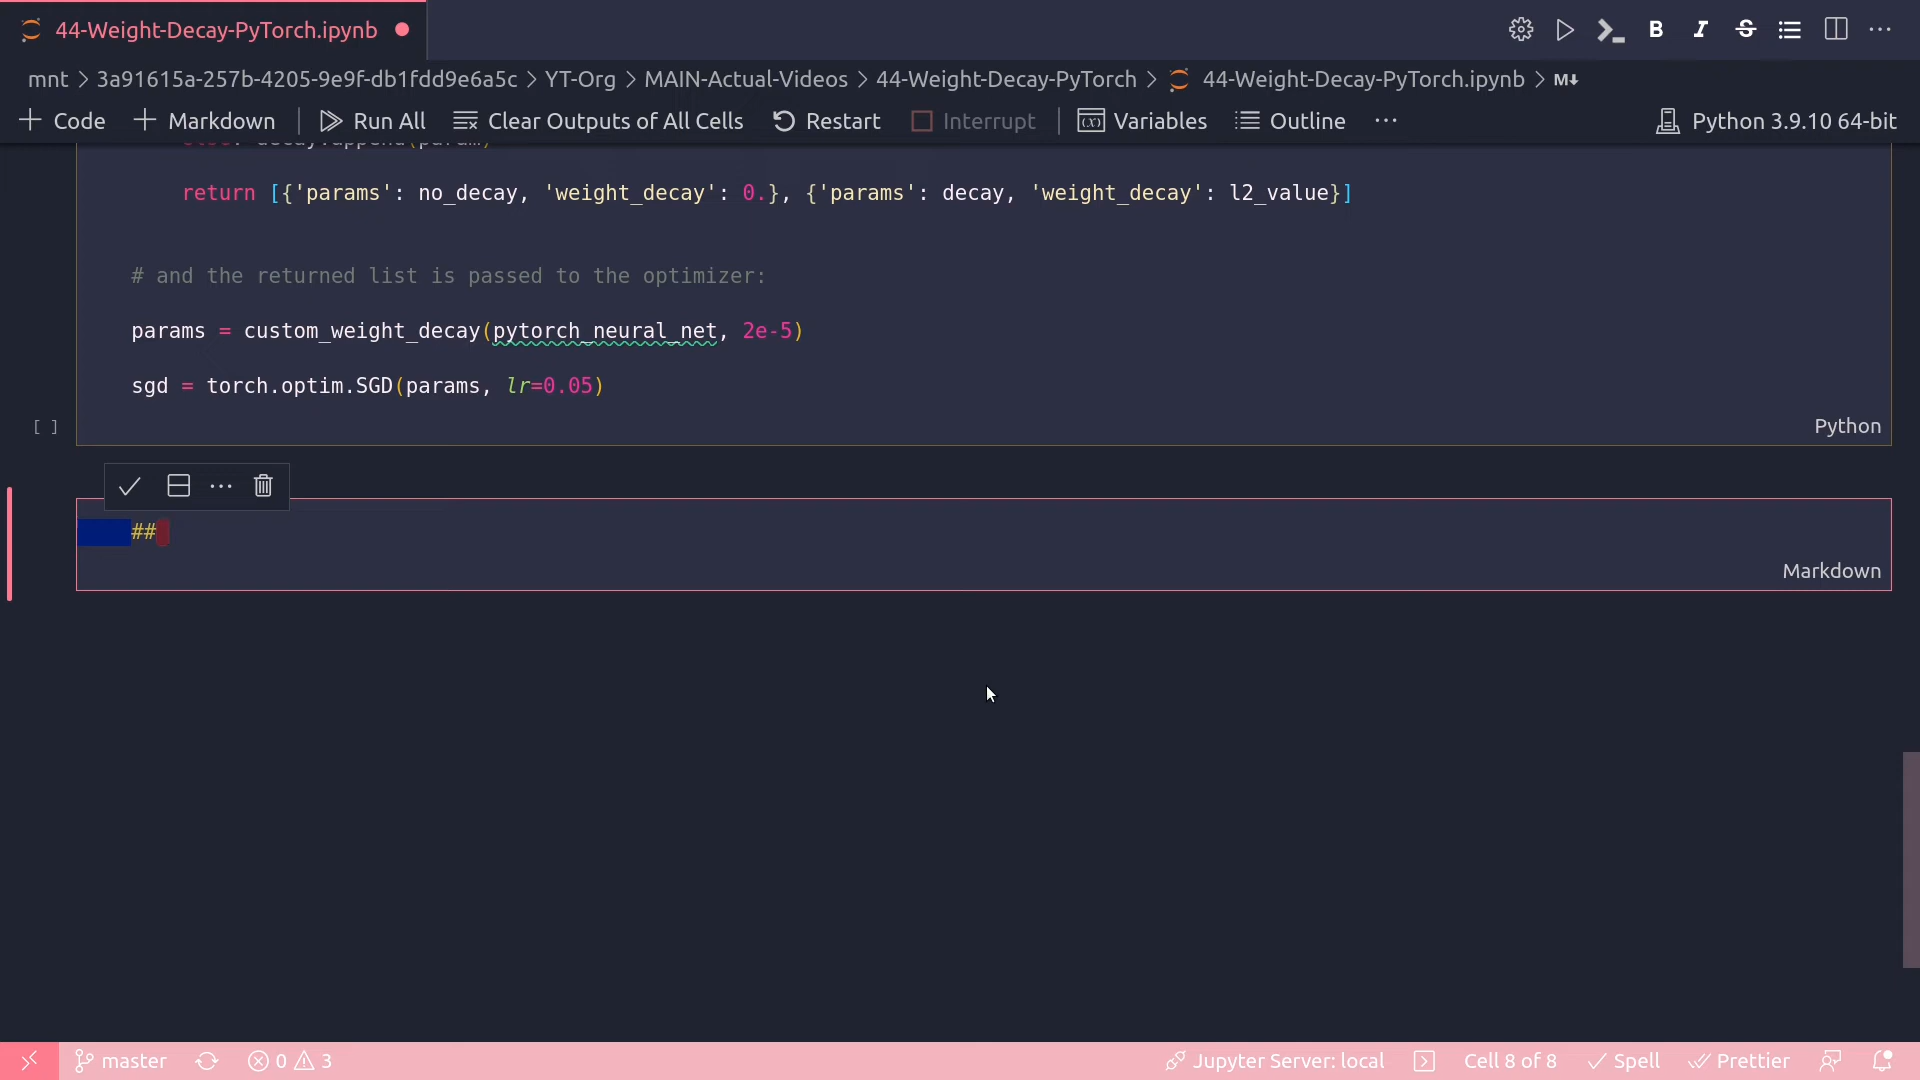 44-Weight-Decay-PyTorch.ipynb
mnt > 3a91615a-257b-4205-9e9f-db1fdd9e6a5c > YT-Org > MAIN-Actual-Videos > 44-Weight-Decay-PyTorch > 44-Weight-Decay-PyTorch.ipynb > M↓
+ Code + Markdown | Run All Clear Outputs of All Cells Restart Interrupt | Variables Outline ... Python 3.9.10 64-bit
else: decay.append(param)
return [{'params': no_decay, 'weight_decay': 0.}, {'params': decay, 'weight_decay': l2_value}]
# and the returned list is passed to the optimizer:
params = custom_weight_decay(pytorch_neural_net, 2e-5)
sgd = torch.optim.SGD(params, lr=0.05)
[ ] Python
##
Markdown
master 0 3 Jupyter Server: local Cell 8 of 8 Spell Prettier